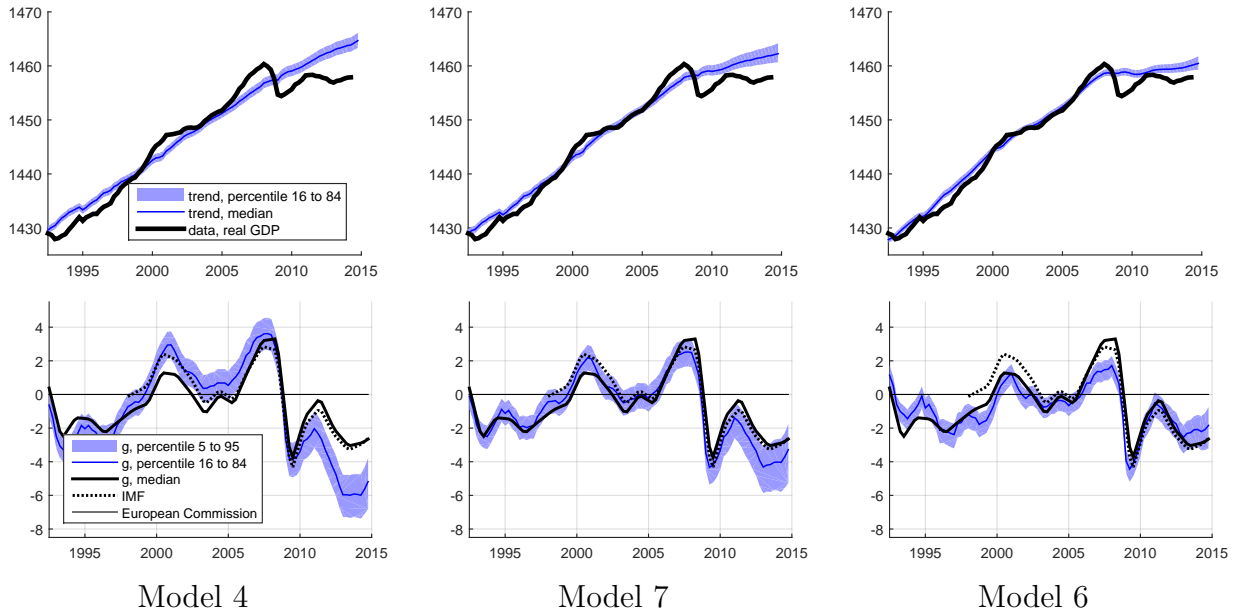 1470
1460
1450
1440
1430
trend, percentile 16 to 84
trend, median
data, real GDP
1995 2000 2005 2010 2015
1470
1460
1450
1440
1430
1995 2000 2005 2010 2015
1470
1460
1450
1440
1430
1995 2000 2005 2010 2015
4
2
0
-2
-4
-6
-8
g, percentile 5 to 95
g, percentile 16 to 84
g, median
IMF
European Commission
1995 2000 2005 2010 2015
4
2
0
-2
-4
-6
-8
1995 2000 2005 2010 2015
4
2
0
-2
-4
-6
-8
1995 2000 2005 2010 2015
Model 4
Model 7
Model 6